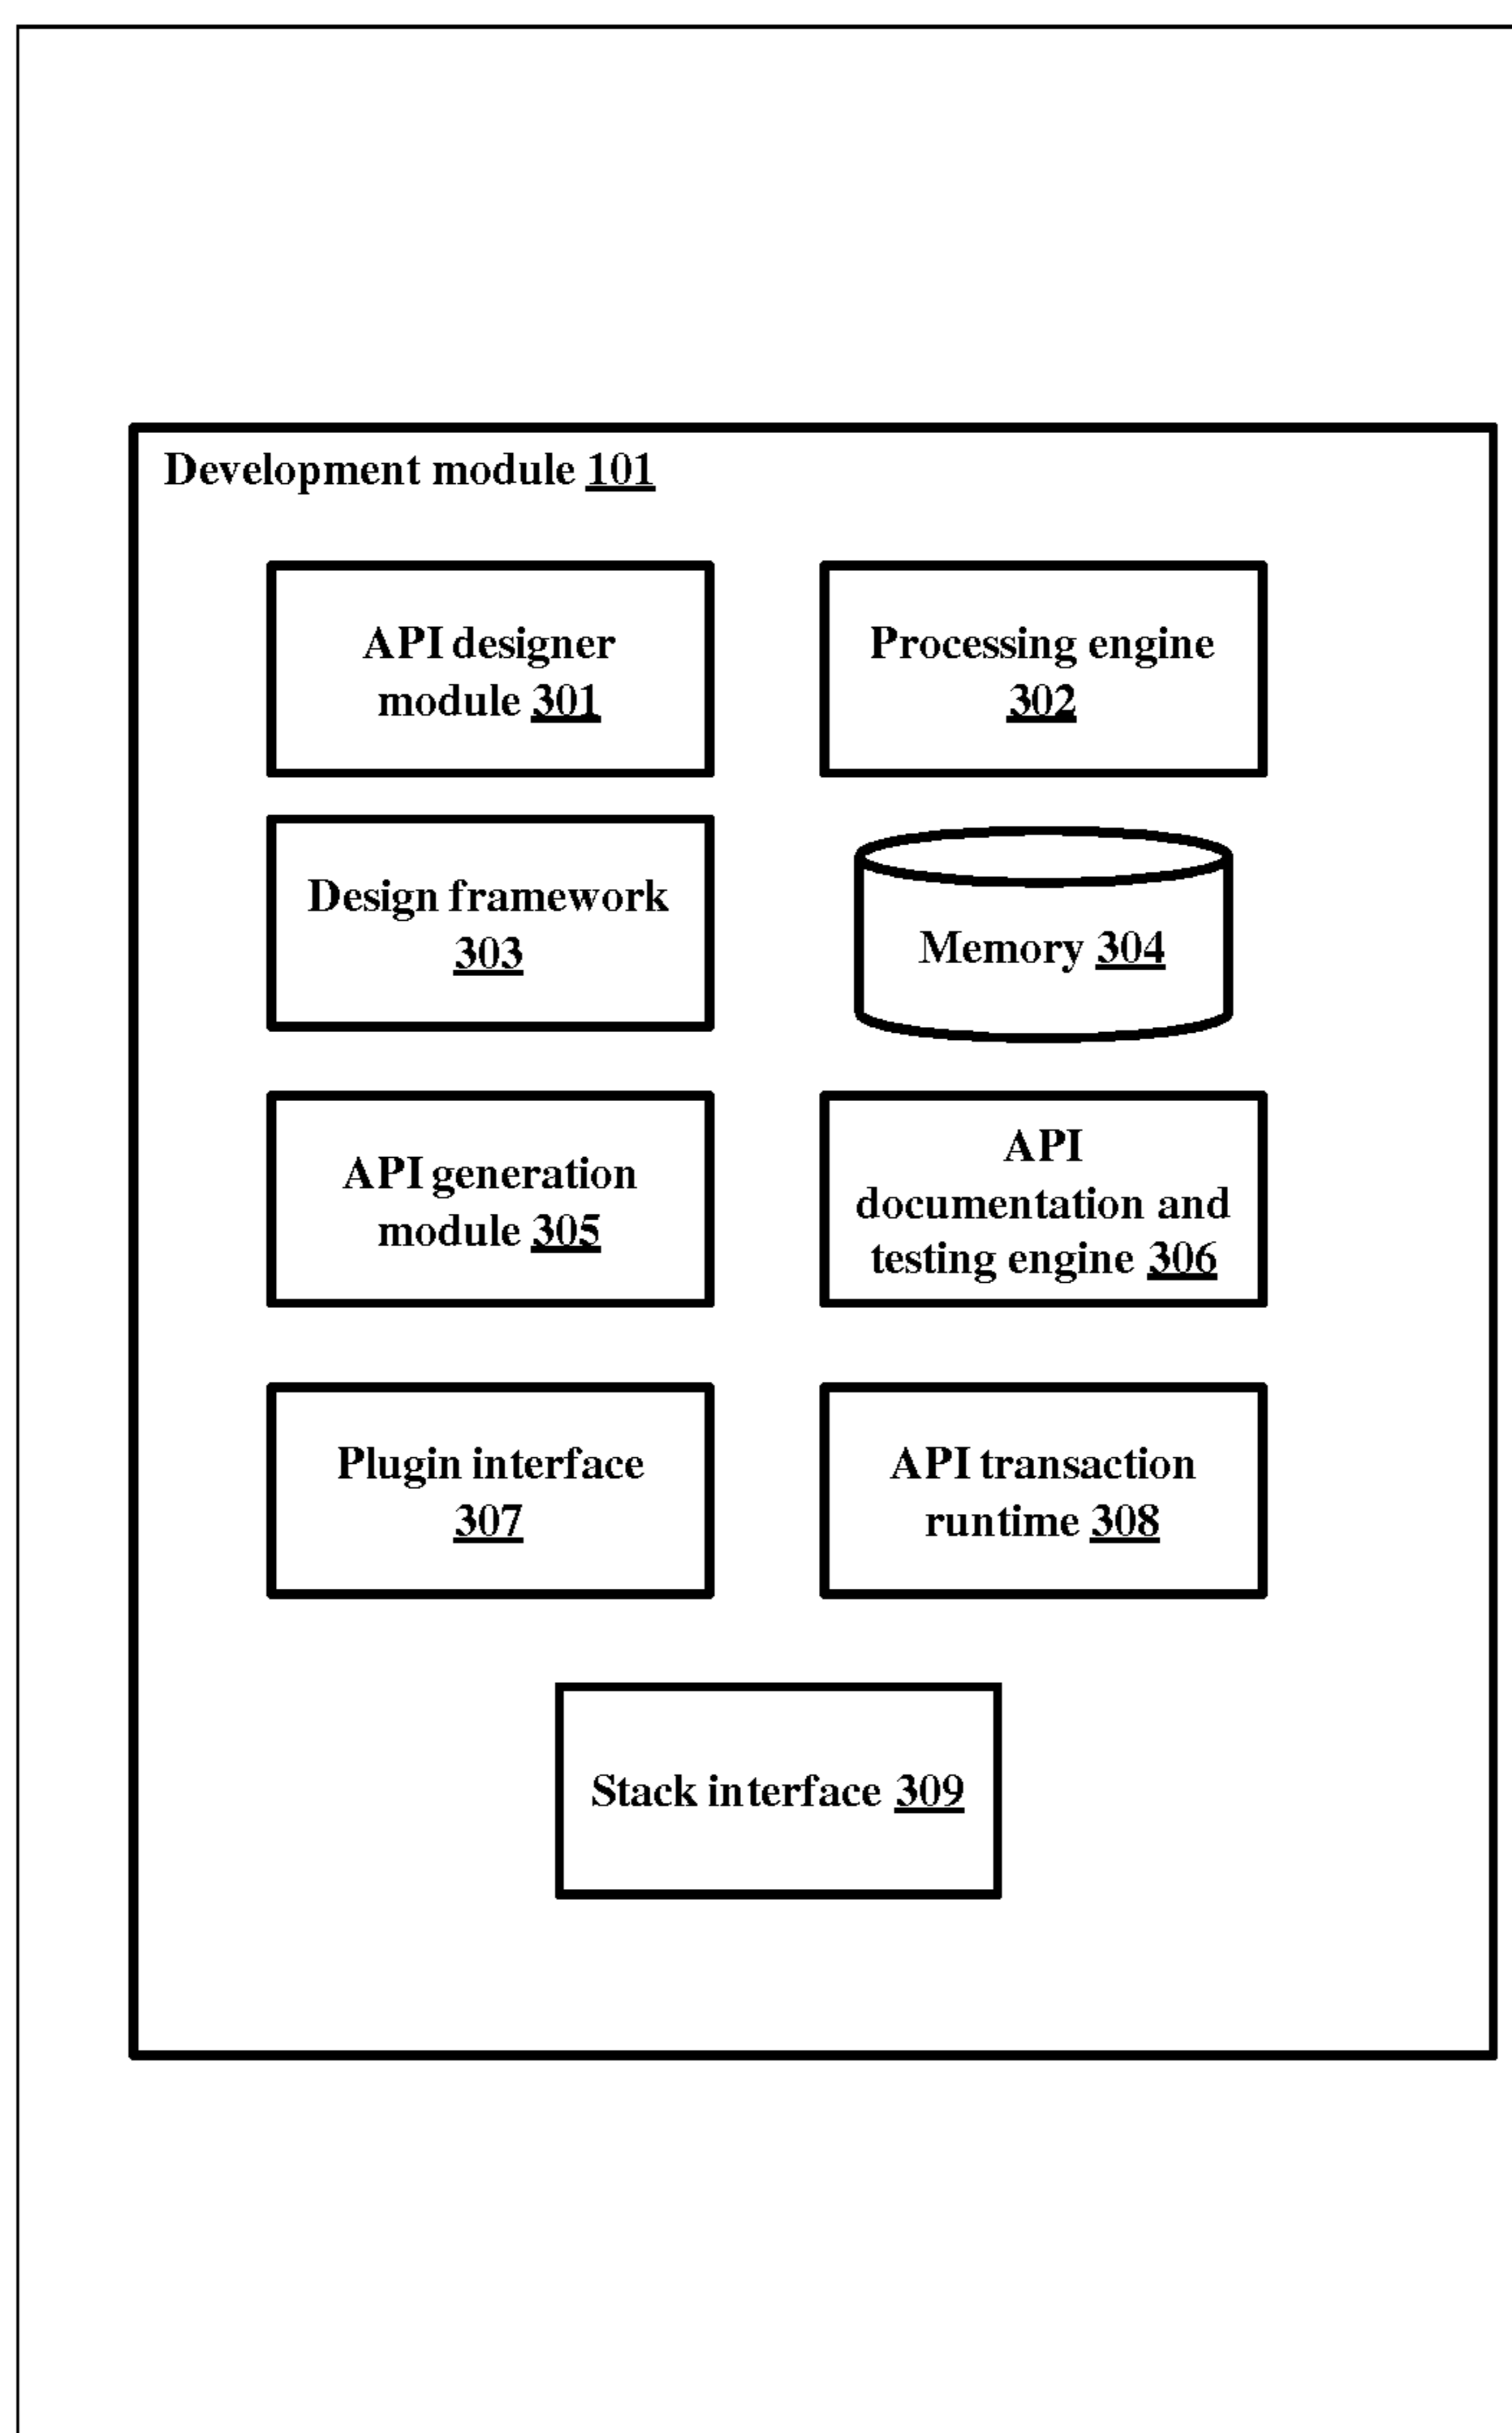 Development module 101
API designer
module 301
Processing engine
302
Design framework
303
Memory 304
API generation
module 305
API
documentation and
testing engine 306
Plugin interface
307
API transaction
runtime 308
Stack interface 309